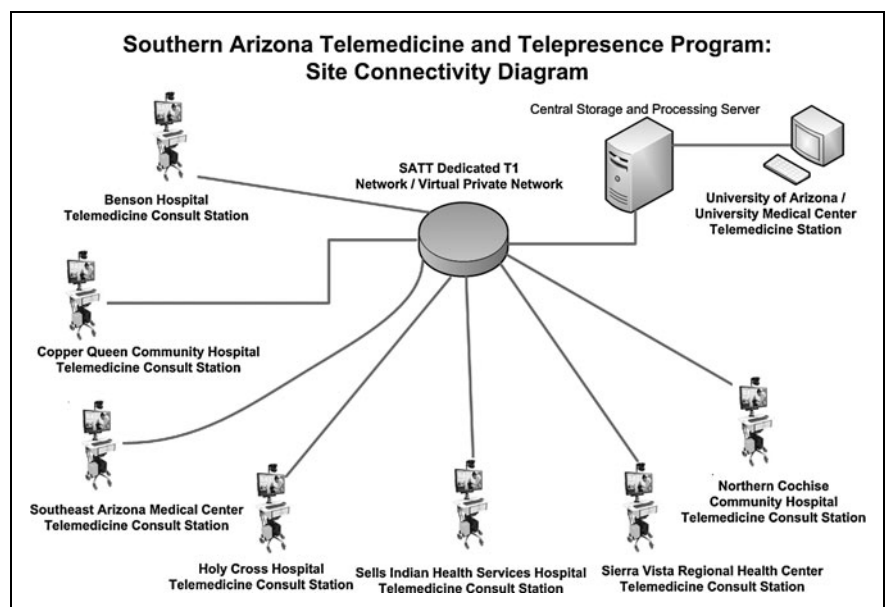 Southern Arizona Telemedicine and Telepresence Program:
Site Connectivity Diagram
Central Storage and Processing Server
SATT Dedicated T1
Network / Virtual Private Network
Benson Hospital
Telemedicine Consult Station
University of Arizona /
University Medical Center
Telemedicine Station
Copper Queen Community Hospital
Telemedicine Consult Station
Southeast Arizona Medical Center
Telemedicine Consult Station
Holy Cross Hospital
Telemedicine Consult Station
Sells Indian Health Services Hospital
Telemedicine Consult Station
Sierra Vista Regional Health Center
Telemedicine Consult Station
Northern Cochise
Community Hospital
Telemedicine Consult Station